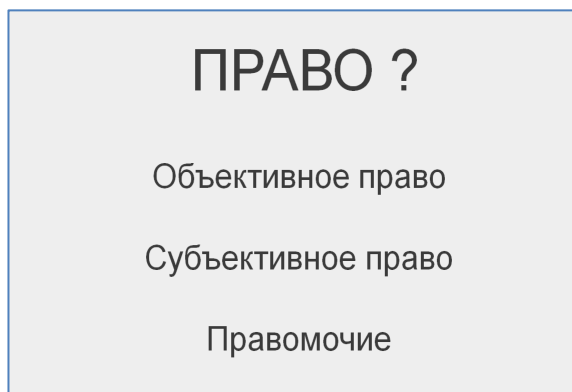 ПРАВО ?
Объективное право
Субъективное право
Правомочие